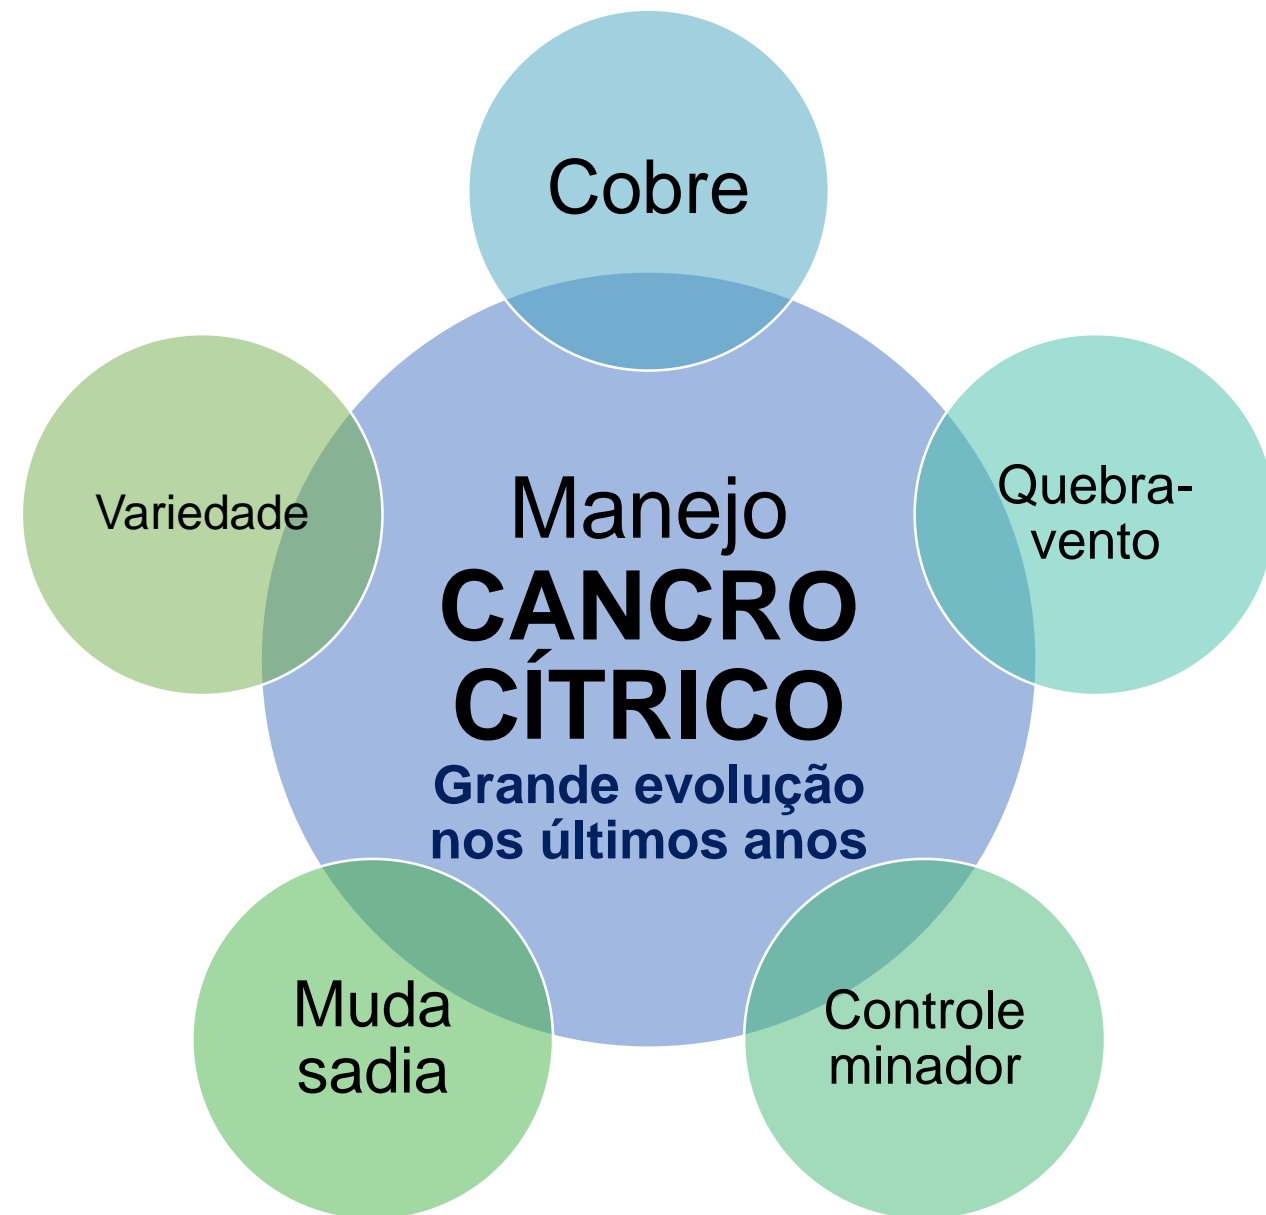 Cobre
Variedade
Quebra-
vento
Manejo
CANCRO
CÍTRICO
Grande evolução
nos últimos anos
Muda
sadia
Controle
minador